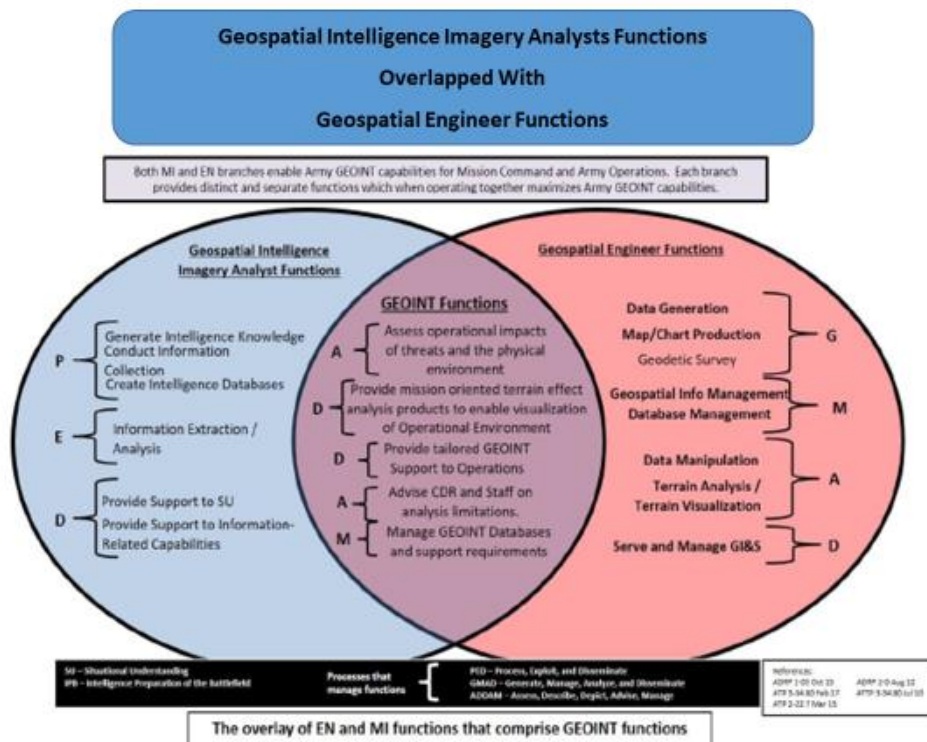 Geospatial Intelligence Imagery Analysts Functions
Overlapped With
Geospatial Engineer Functions
Both MI and EN branches enable Army GEOINT capabilities for Mission Command and Army Operations. Each branch
provides distinct and separate functions which when operating together maximizes Army GEOINT capabilities.
Geospatial Intelligence
Imagery Analyst Functions
P
Generate Intelligence Knowledge
Conduct Information
Collection
Create Intelligence Databases
E
Information Extraction /
Analysis
D
Provide Support to SU
Provide Support to Information-
Related Capabilities
GEOINT Functions
A
Assess operational impacts
of threats and the physical
environment
D
Provide mission oriented terrain effect
analysis products to enable visualization
of Operational Environment
D
Provide tailored GEOINT
Support to Operations
A
Advise CDR and Staff on
analysis limitations.
M
Manage GEOINT Databases
and support requirements
Geospatial Engineer Functions
Data Generation
Map/Chart Production
Geodetic Survey
G
Geospatial Info Management
Database Management
M
Data Manipulation
Terrain Analysis /
Terrain Visualization
A
Serve and Manage GI&S
D
SU – Situational Understanding
IPB – Intelligence Preparation of the Battlefield
Processes that
manage functions
PED – Process, Exploit, and Disseminate
GMAD – Generate, Manage, Analyze, and Disseminate
ADDAM – Assess, Describe, Depict, Advise, Manage
References:
The overlay of EN and MI functions that comprise GEOINT functions